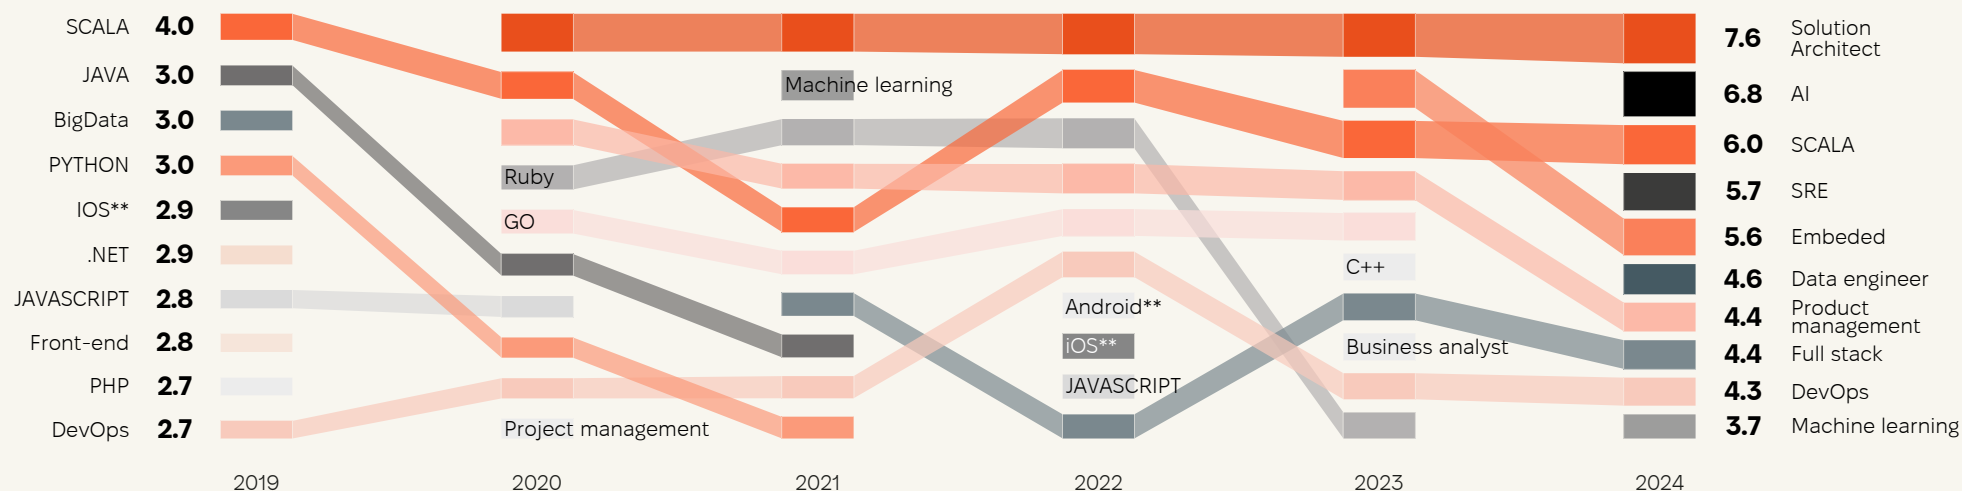 SCALA 4.0
JAVA 3.0
BigData 3.0
PYTHON 3.0
IOS** 2.9
.NET 2.9
JAVASCRIPT 2.8
Front-end 2.8
PHP 2.7
DevOps 2.7
Ruby
GO
Project management
Machine learning
Android**
iOS**
JAVASCRIPT
C++
Business analyst
7.6 Solution
Architect
6.8 AI
6.0 SCALA
5.7 SRE
5.6 Embeded
4.6 Data engineer
4.4 Product
management
4.4 Full stack
4.3 DevOps
3.7 Machine learning
2019 2020 2021 2022 2023 2024